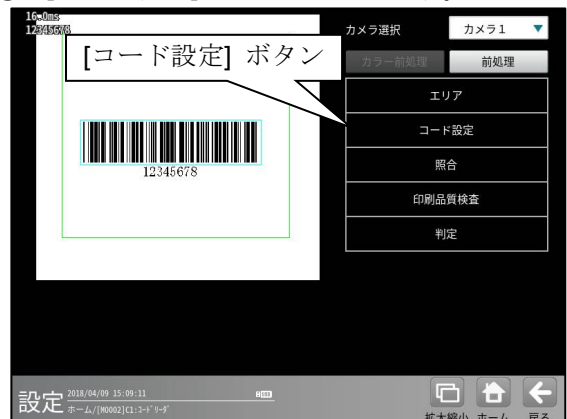 16.0ms
12345678
カメラ選択
カメラ1
[コード設定] ボタン
カラー前処理
前処理
エリア
コード設定
照合
印刷品質検査
判定
12345678
設定
2018/04/09 15:09:11
ホーム/[M0002]C1:コードリーダ
拡大縮小 ホーム 戻る